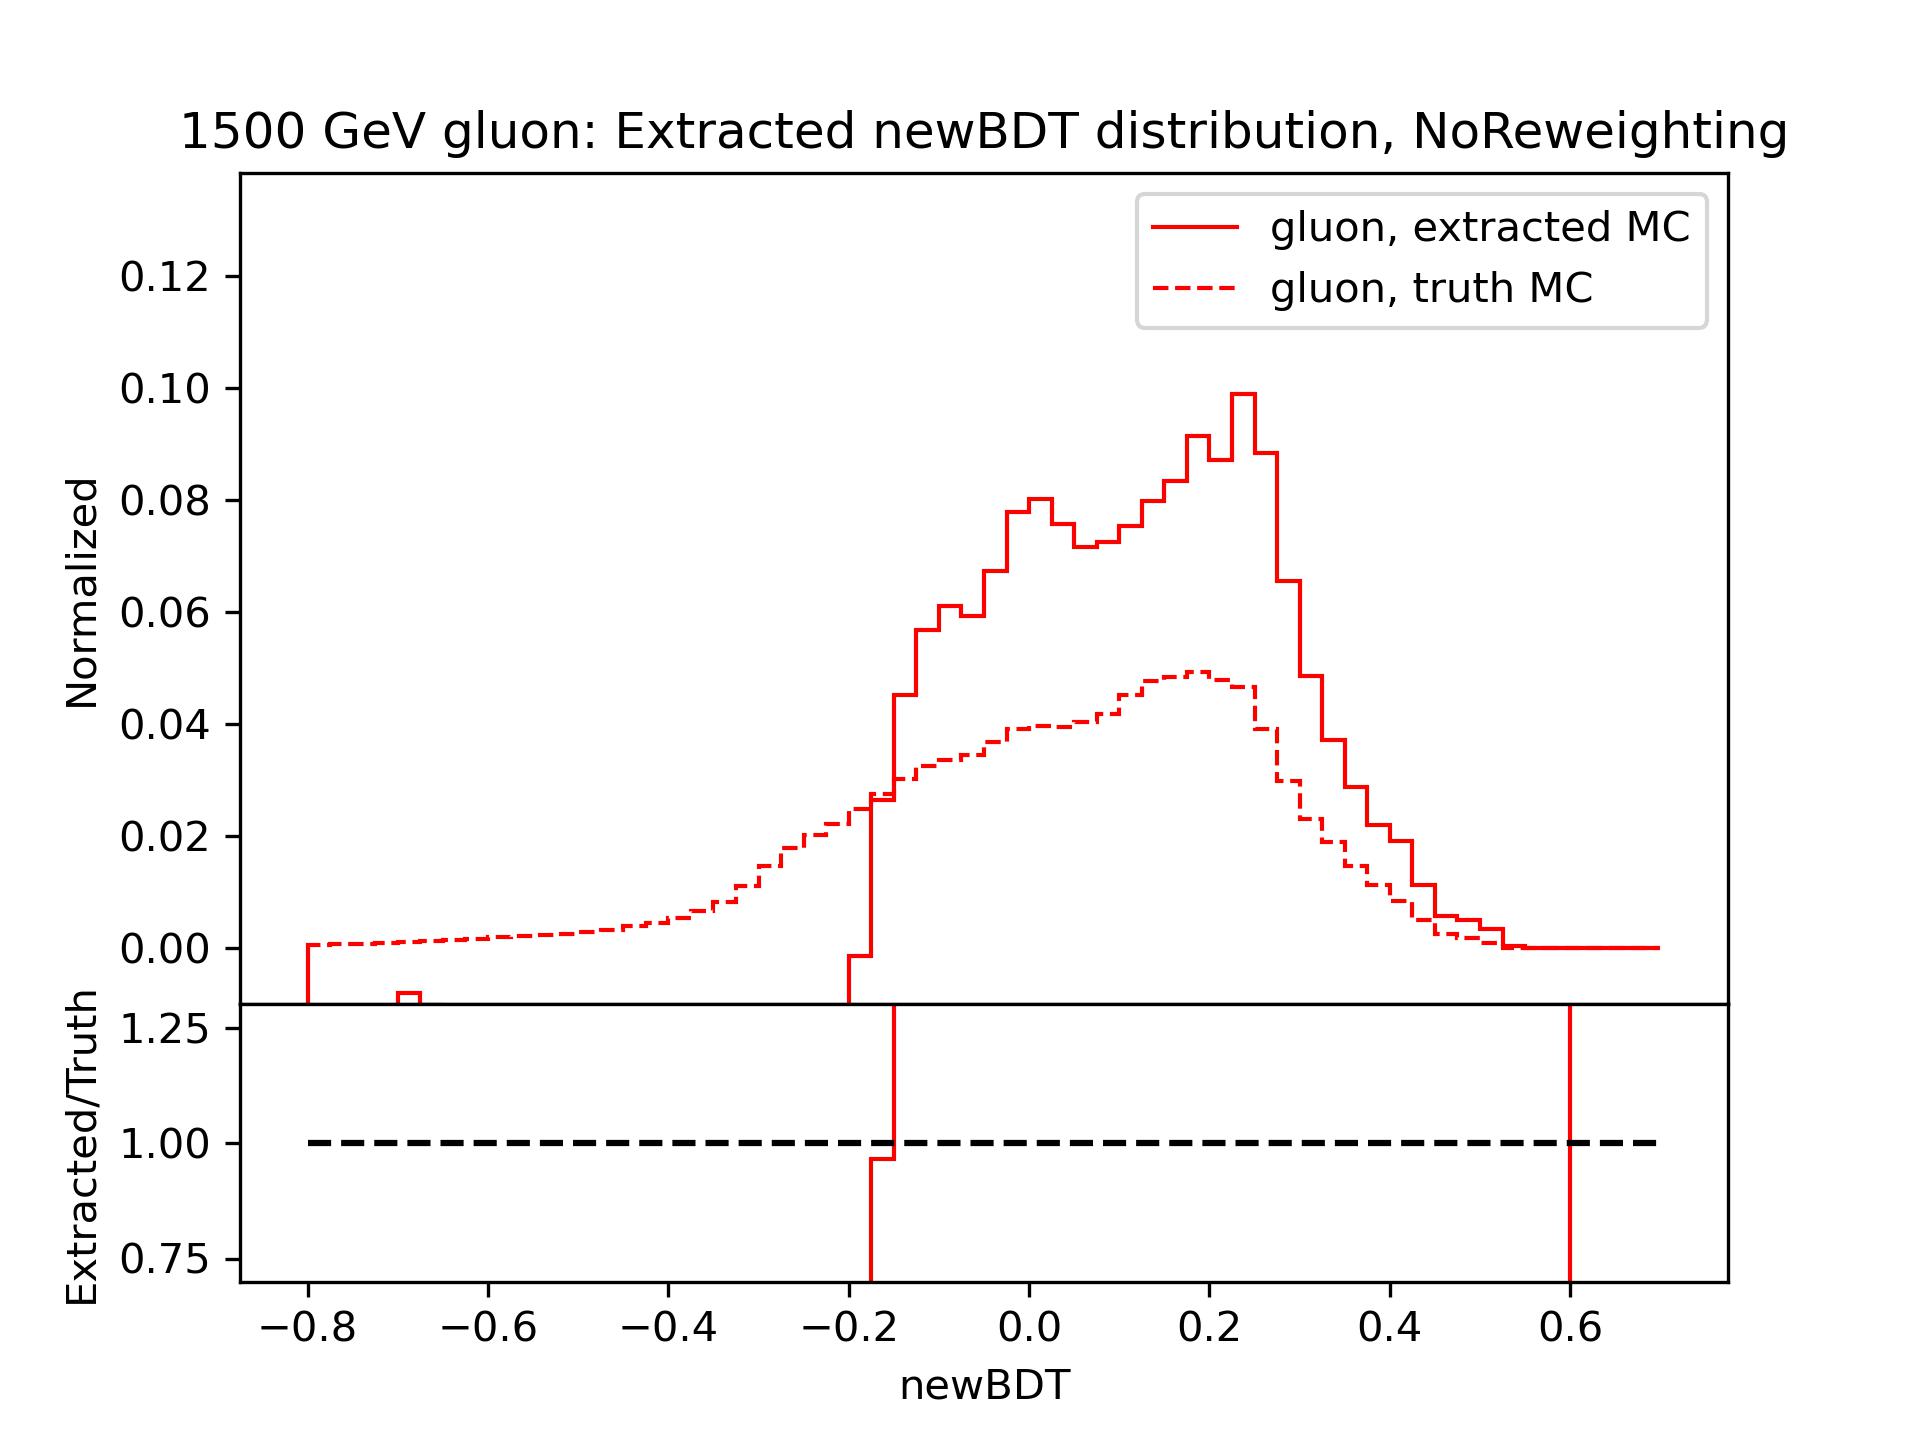 1500 GeV gluon: Extracted newBDT distribution, NoReweighting
gluon, extracted MC
gluon, truth MC
Normalized
0.12
0.10
0.08
0.06
0.04
0.02
0.00
Extracted/Truth
1.25
1.00
0.75
−0.8 −0.6 −0.4 −0.2 0.0 0.2 0.4 0.6
newBDT